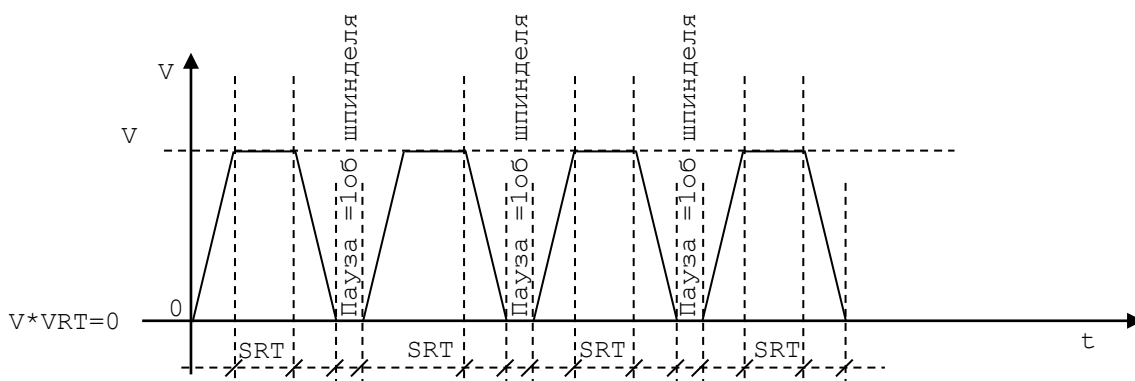 V
V
Пауза =1об шпинделя
Пауза =1об шпинделя
Пауза =1об шпинделя
0
V*VRT=0
t
SRT
SRT
SRT
SRT